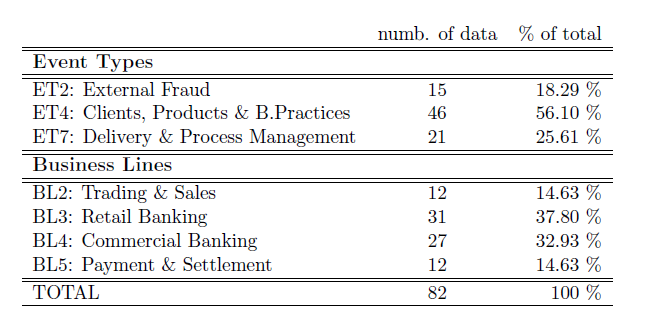 numb. of data % of total
Event Types
ET2: External Fraud 15 18.29 %
ET4: Clients, Products & B.Practices 46 56.10 %
ET7: Delivery & Process Management 21 25.61 %
Business Lines
BL2: Trading & Sales 12 14.63 %
BL3: Retail Banking 31 37.80 %
BL4: Commercial Banking 27 32.93 %
BL5: Payment & Settlement 12 14.63 %
TOTAL 82 100 %